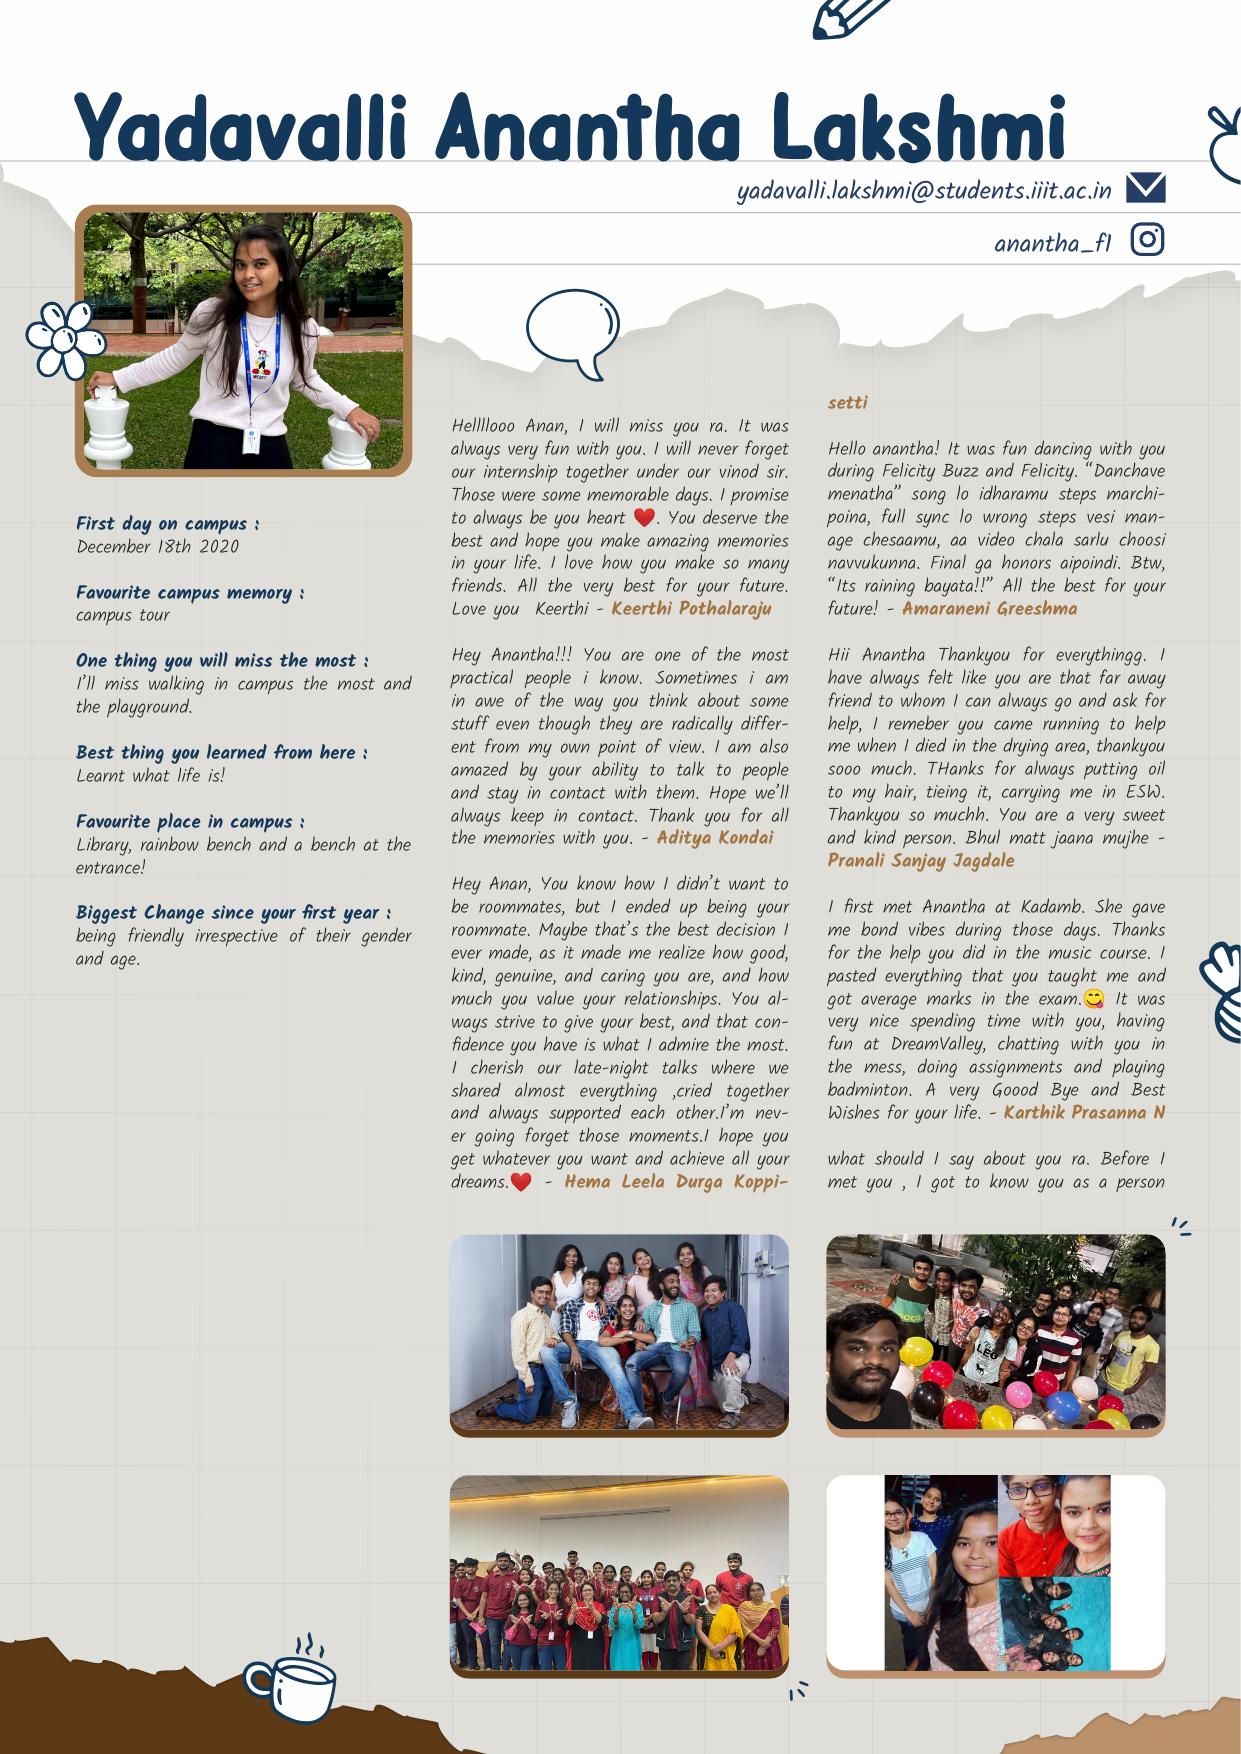 Yadavalli Anantha Lakshmi
yadavalli.lakshmi@students.iiit.ac.in
anantha_f1
First day on campus :
December 18th 2020
Favourite campus memory :
campus tour
One thing you will miss the most :
I'll miss walking in campus the most and
the playground.
Best thing you learned from here :
Learnt what life is!
Favourite place in campus :
Library, rainbow bench and a bench at the
entrance!
Biggest Change since your first year :
being friendly irrespective of their gender
and age.
Hellllooo Anan, I will miss you ra. It was
always very fun with you. I will never forget
our internship together under our vinod sir.
Those were some memorable days. I promise
to always be you heart ❤️. You deserve the
best and hope you make amazing memories
in your life. I love how you make so many
friends. All the very best for your future.
Love you Keerthi - Keerthi Pothalaraju
Hey Anantha!!! You are one of the most
practical people i know. Sometimes i am
in awe of the way you think about some
stuff even though they are radically differ-
ent from my own point of view. I am also
amazed by your ability to talk to people
and stay in contact with them. Hope we'll
always keep in contact. Thank you for all
the memories with you. - Aditya Kondai
Hey Anan, You know how I didn't want to
be roommates, but I ended up being your
roommate. Maybe that's the best decision I
ever made, as it made me realize how good,
kind, genuine, and caring you are, and how
much you value your relationships. You al-
ways strive to give your best, and that con-
fidence you have is what I admire the most.
I cherish our late-night talks where we
shared almost everything ,cried together
and always supported each other.I'm nev-
er going forget those moments.I hope you
get whatever you want and achieve all your
dreams.❤️ - Hema Leela Durga Koppi-
setti
Hello anantha! It was fun dancing with you
during Felicity Buzz and Felicity. “Danchave
menatha” song lo idharamu steps marchi-
poina, full sync lo wrong steps vesi man-
age chesaamu, aa video chala sarlu choosi
navvukunna. Final ga honors aipoindi. Btw,
“Its raining bayata!!” All the best for your
future! - Amaraneni Greeshma
Hii Anantha Thankyou for everythingg. I
have always felt like you are that far away
friend to whom I can always go and ask for
help, I remeber you came running to help
me when I died in the drying area, thankyou
sooo much. THanks for always putting oil
to my hair, tieing it, carrying me in ESW.
Thankyou so muchh. You are a very sweet
and kind person. Bhul matt jaana mujhe -
Pranali Sanjay Jagdale
I first met Anantha at Kadamb. She gave
me bond vibes during those days. Thanks
for the help you did in the music course. I
pasted everything that you taught me and
got average marks in the exam.😋 It was
very nice spending time with you, having
fun at DreamValley, chatting with you in
the mess, doing assignments and playing
badminton. A very Goood Bye and Best
Wishes for your life. - Karthik Prasanna N
what should I say about you ra. Before I
met you , I got to know you as a person